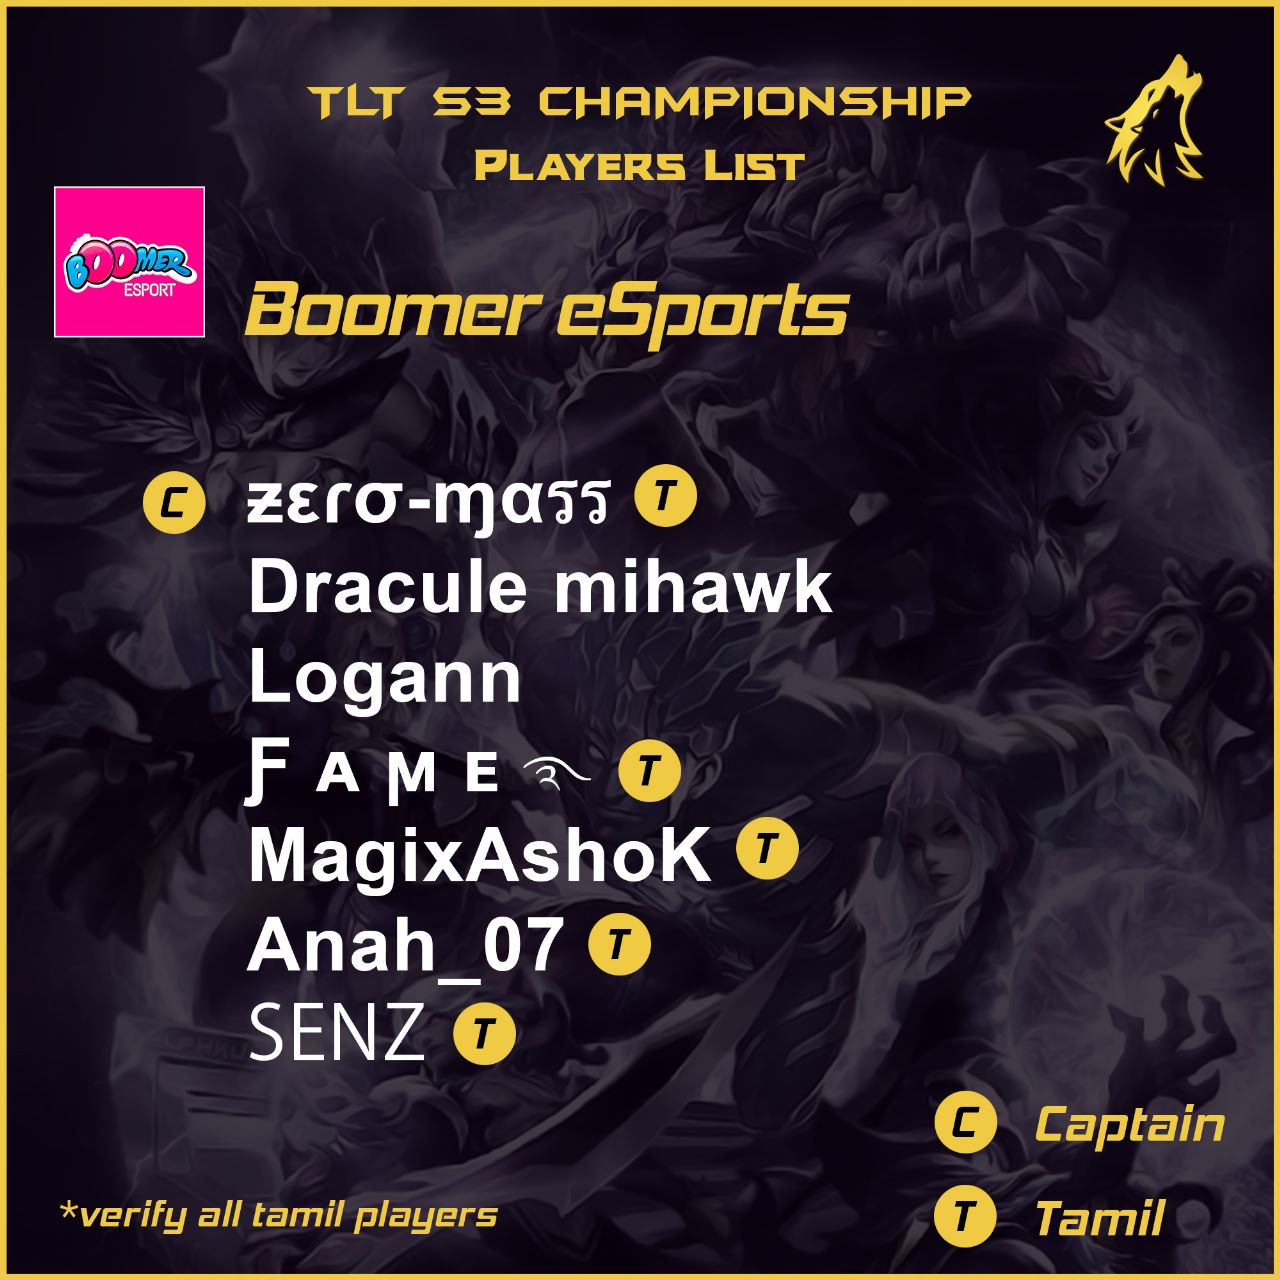 TLT S3 CHAMPIONSHIP
PLAYERS LIST
BOOMER
ESPORT
Boomer eSports
C ƶεɾσ-ɱαรร T
Dracule mihawk
Logann
Ƒ ᴀ ᴍ ᴇ ࿐ T
MagixAshoK T
Anah_07 T
SENZ T
C Captain
*verify all tamil players
T Tamil